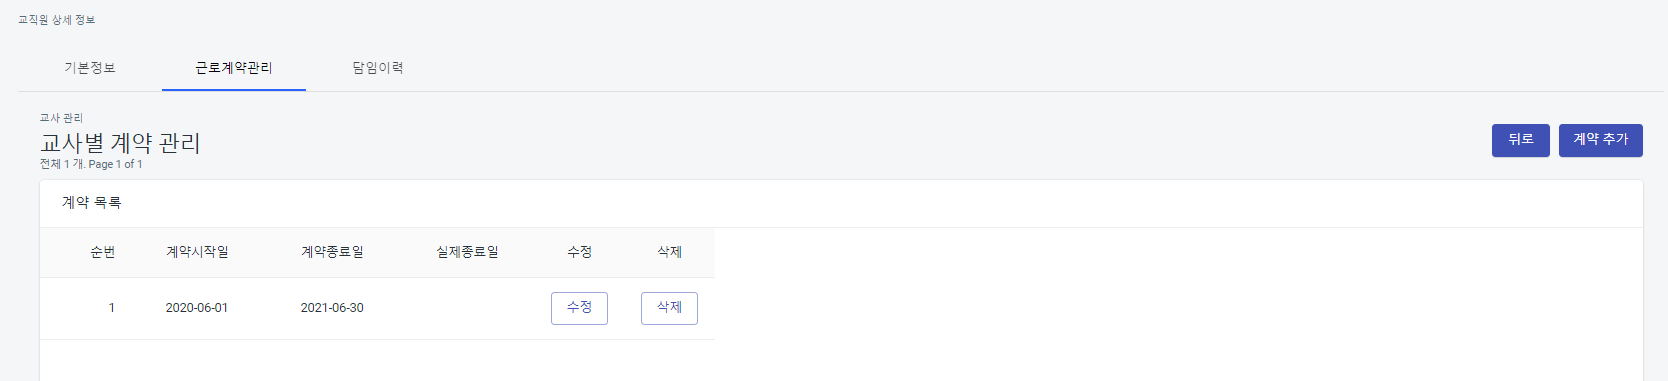 교직원 상세 정보
기본정보 근로계약관리 담임이력
교사 관리
교사별 계약 관리
전체 1 개. Page 1 of 1
뒤로 계약 추가
계약 목록
순번 계약시작일 계약종료일 실제종료일 수정 삭제
1 2020-06-01 2021-06-30 수정 삭제